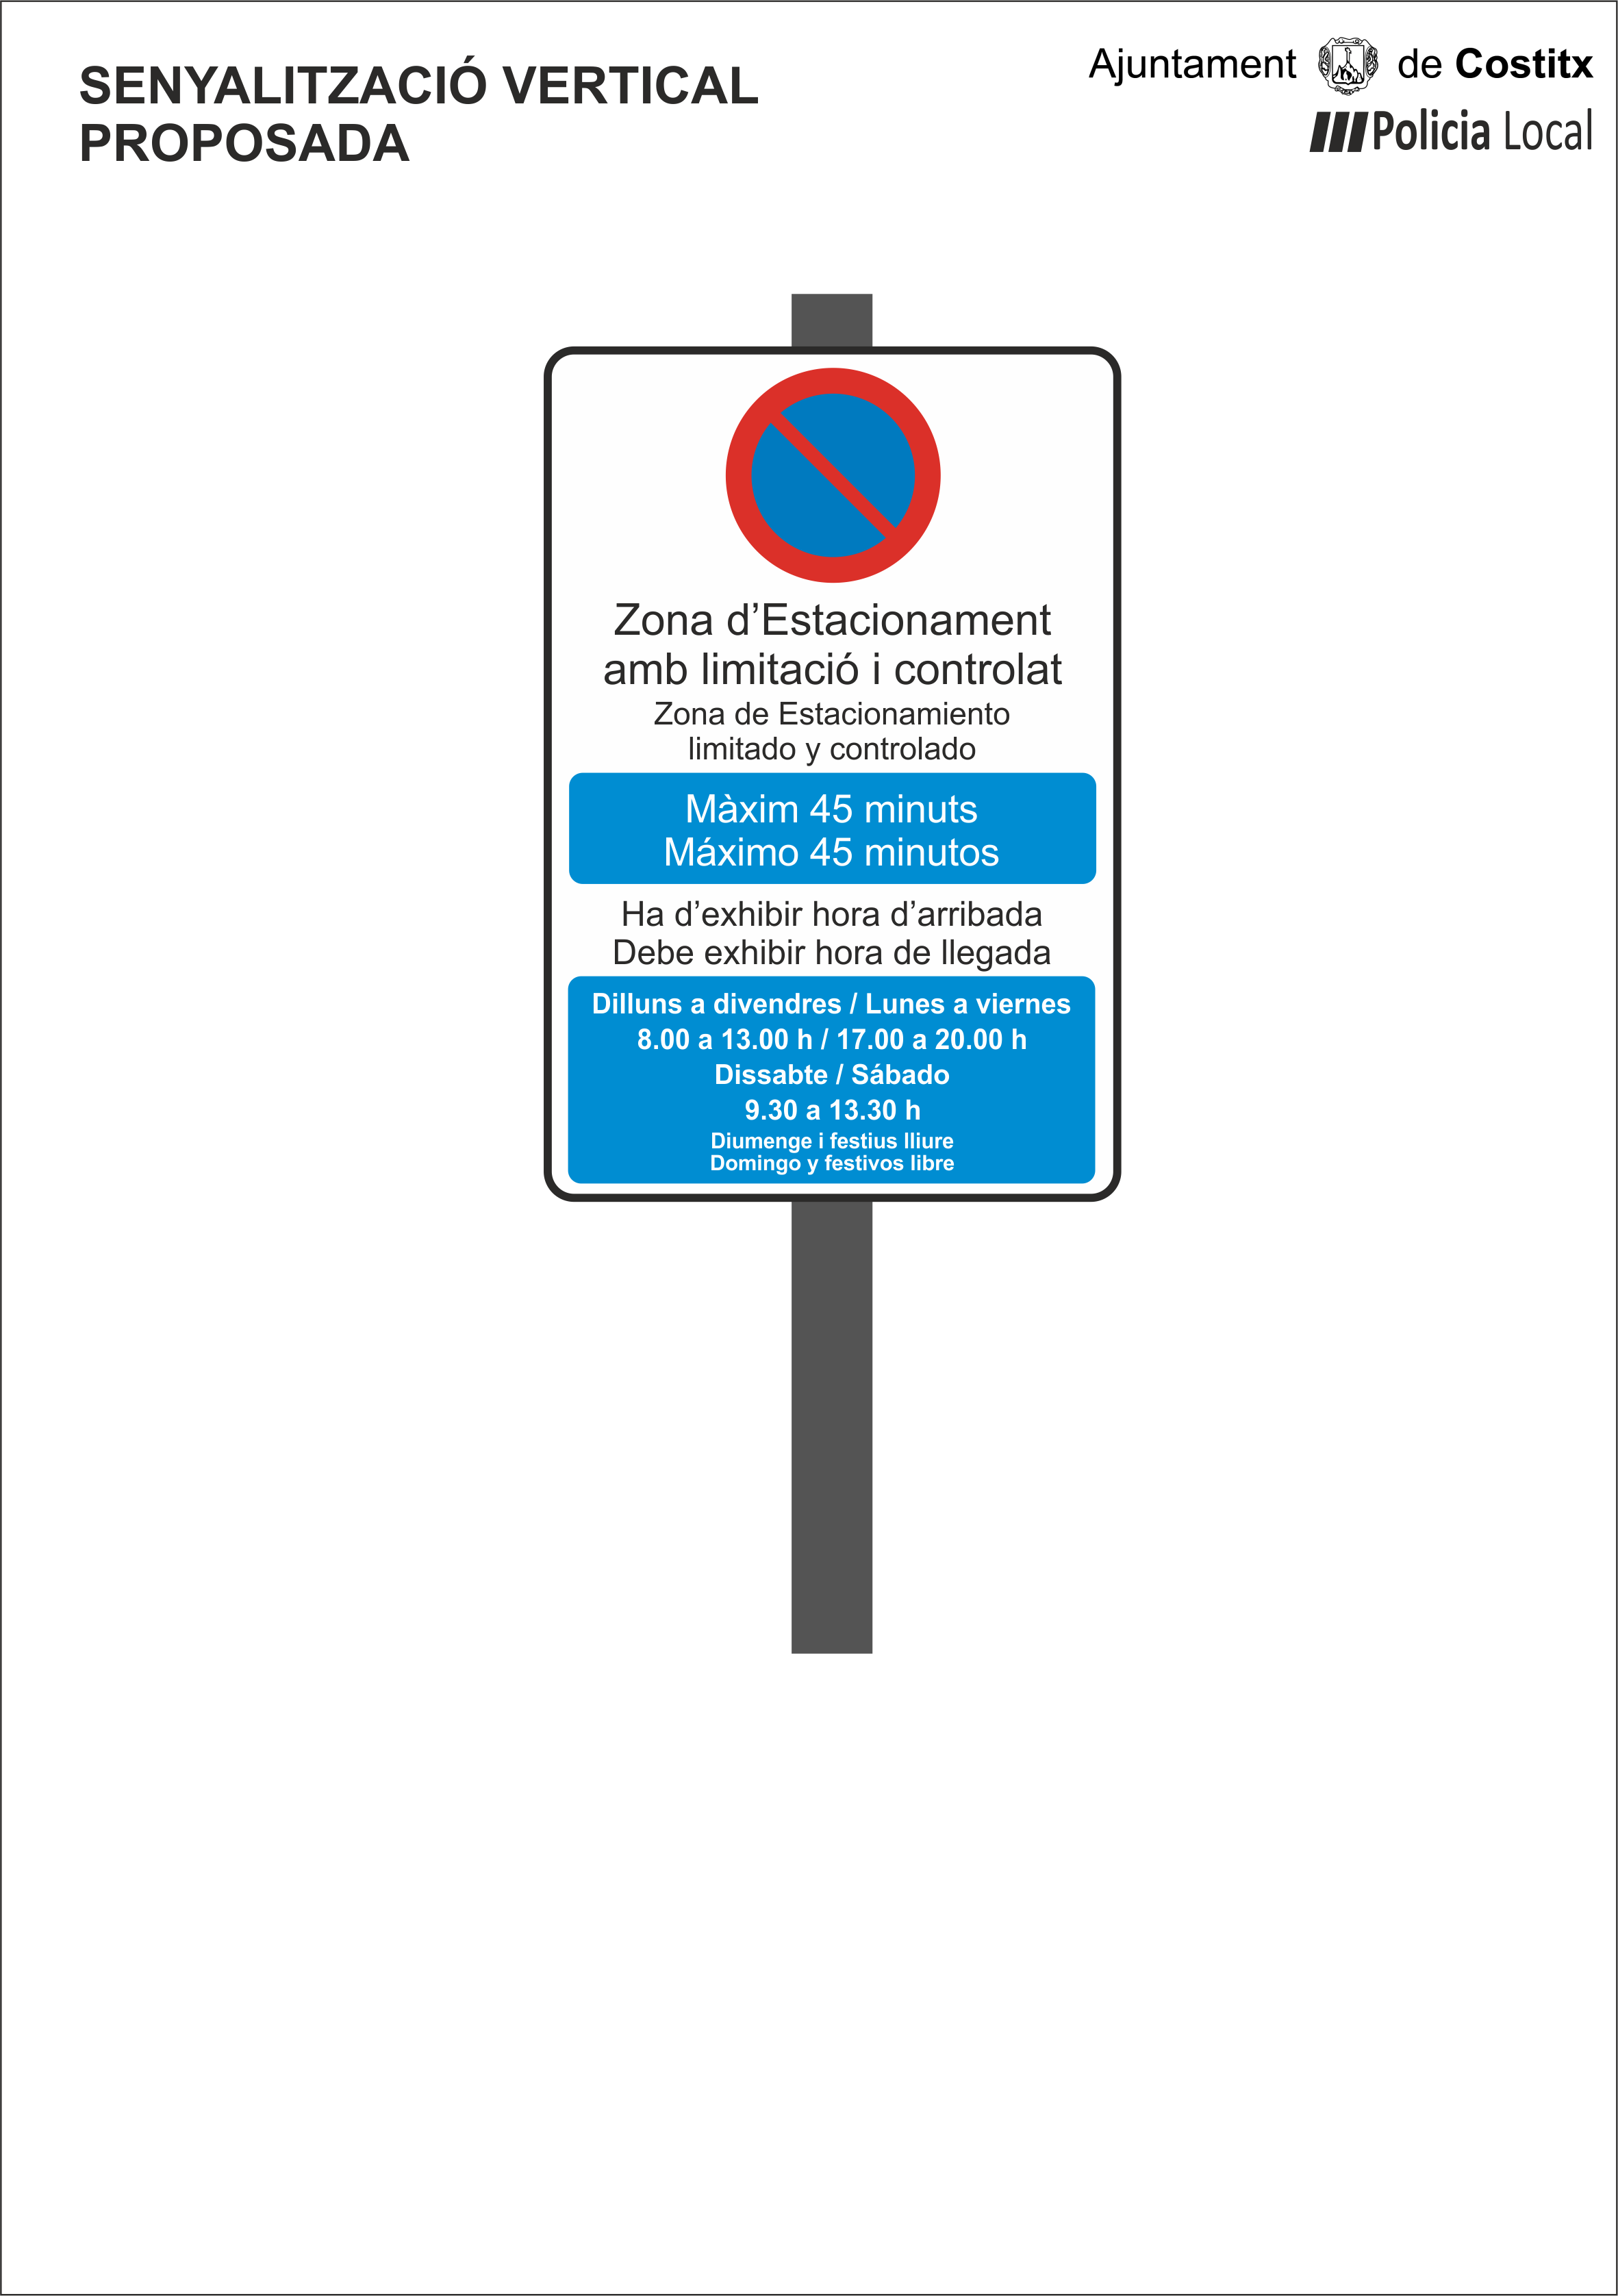 SENYALITZACIÓ VERTICAL
PROPOSADA
Ajuntament de Costitx
Policia Local
Zona d’Estacionament
amb limitació i controlat
Zona de Estacionamiento
limitado y controlado
Màxim 45 minuts
Máximo 45 minutos
Ha d’exhibir hora d’arribada
Debe exhibir hora de llegada
Dilluns a divendres / Lunes a viernes
8.00 a 13.00 h / 17.00 a 20.00 h
Dissabte / Sábado
9.30 a 13.30 h
Diumenge i festius lliure
Domingo y festivos libre